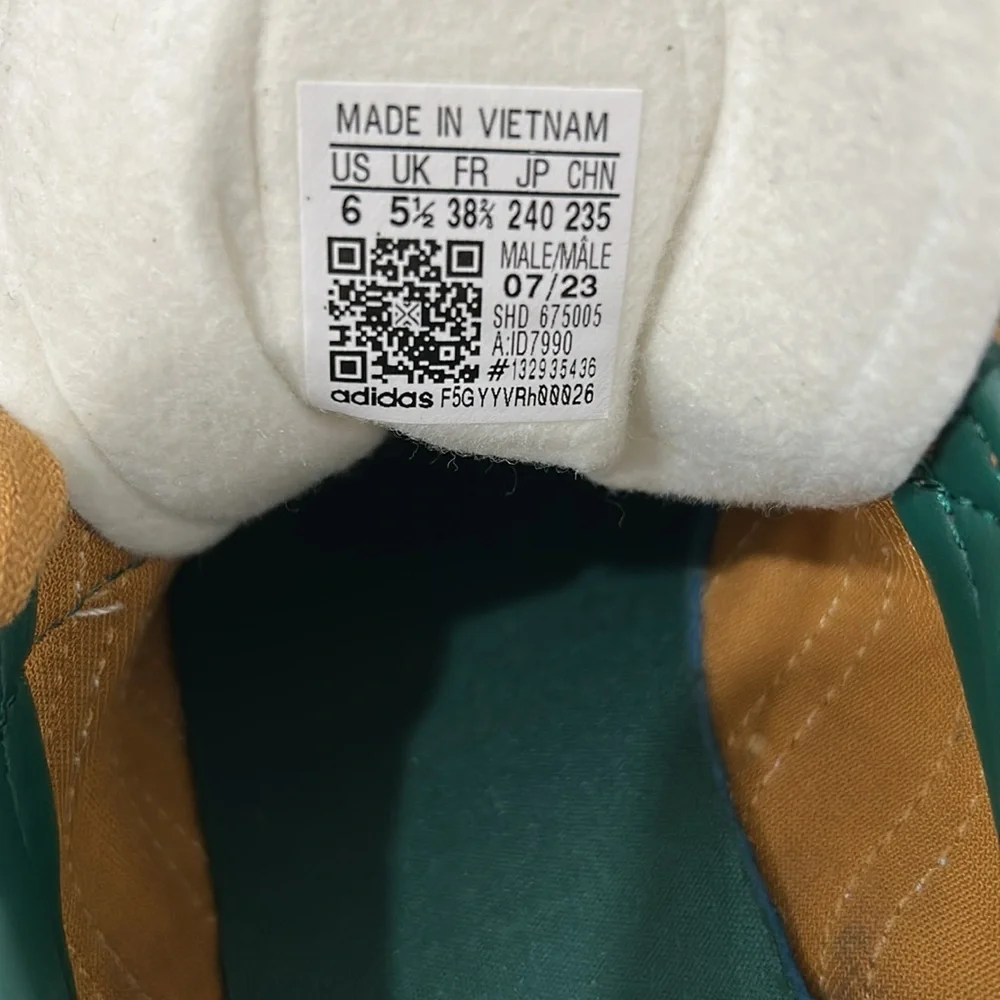 MADE IN VIETNAM
US UK FR JP CHN
6 5½ 38⅔ 240 235
MALE/MÂLE
07/23
SHD 675005
A:ID7990
#132935436
adidas F5GYYVRh00026